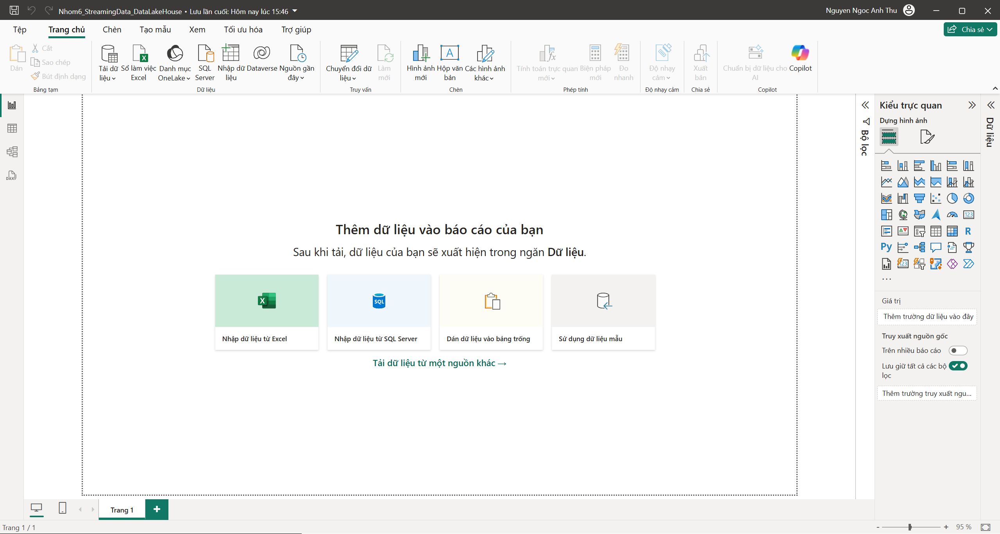 Nhom6_StreamingData_DataLakeHouse • Lưu lần cuối: Hôm nay lúc 15:46
Nguyen Ngoc Anh Thu
Tệp
Trang chủ
Chèn
Tạo mẫu
Xem
Tối ưu hóa
Trợ giúp
Chia sẻ
Dán
Cắt
Sao chép
Bút định dạng
Bảng tạm
Tải dữ
liệu
Sổ làm việc
Excel
Danh mục
OneLake
SQL
Server
Nhập dữ
liệu
Dataverse
Nguồn gần
đây
Dữ liệu
Chuyển đổi dữ
liệu
Làm
mới
Truy vấn
Hình ảnh
mới
Hộp văn
bản
Các hình ảnh
khác
Chèn
Tính toán trực quan
mới
Biện pháp
mới
Đo
nhanh
Phép tính
Độ nhạy
cảm
Độ nhạy cảm
Xuất
bản
Chia sẻ
Chuẩn bị dữ liệu cho
AI
Copilot
Copilot
DAX
Thêm dữ liệu vào báo cáo của bạn
Sau khi tải, dữ liệu của bạn sẽ xuất hiện trong ngăn Dữ liệu.
SQL
Nhập dữ liệu từ Excel
Nhập dữ liệu từ SQL Server
Dán dữ liệu vào bảng trống
Sử dụng dữ liệu mẫu
Tải dữ liệu từ một nguồn khác →
Bộ lọc
Kiểu trực quan
Dựng hình ảnh
123
R
Py
123
...
Giá trị
Thêm trường dữ liệu vào đây
Truy xuất nguồn gốc
Trên nhiều báo cáo
Lưu giữ tất cả các bộ
lọc
Thêm trường truy xuất ngu...
Dữ liệu
Trang 1
Trang 1 / 1
95 %